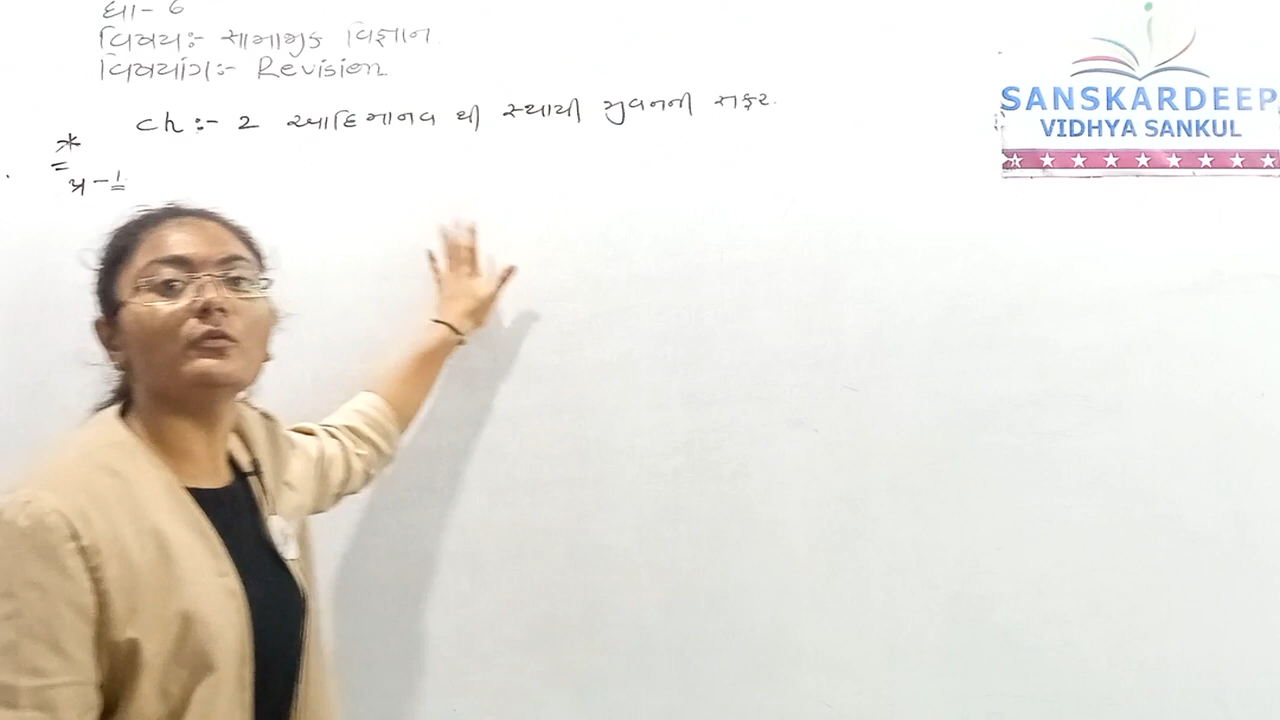 ધો- 6
વિષય:- સામાજીક વિજ્ઞાન.
વિષયાંગ:- Revision.
Ch :- 2 આદિમાનવ થી સ્થાયી જીવનની સફર.
*
પ્ર-1
SANSKARDEEP
VIDHYA SANKUL